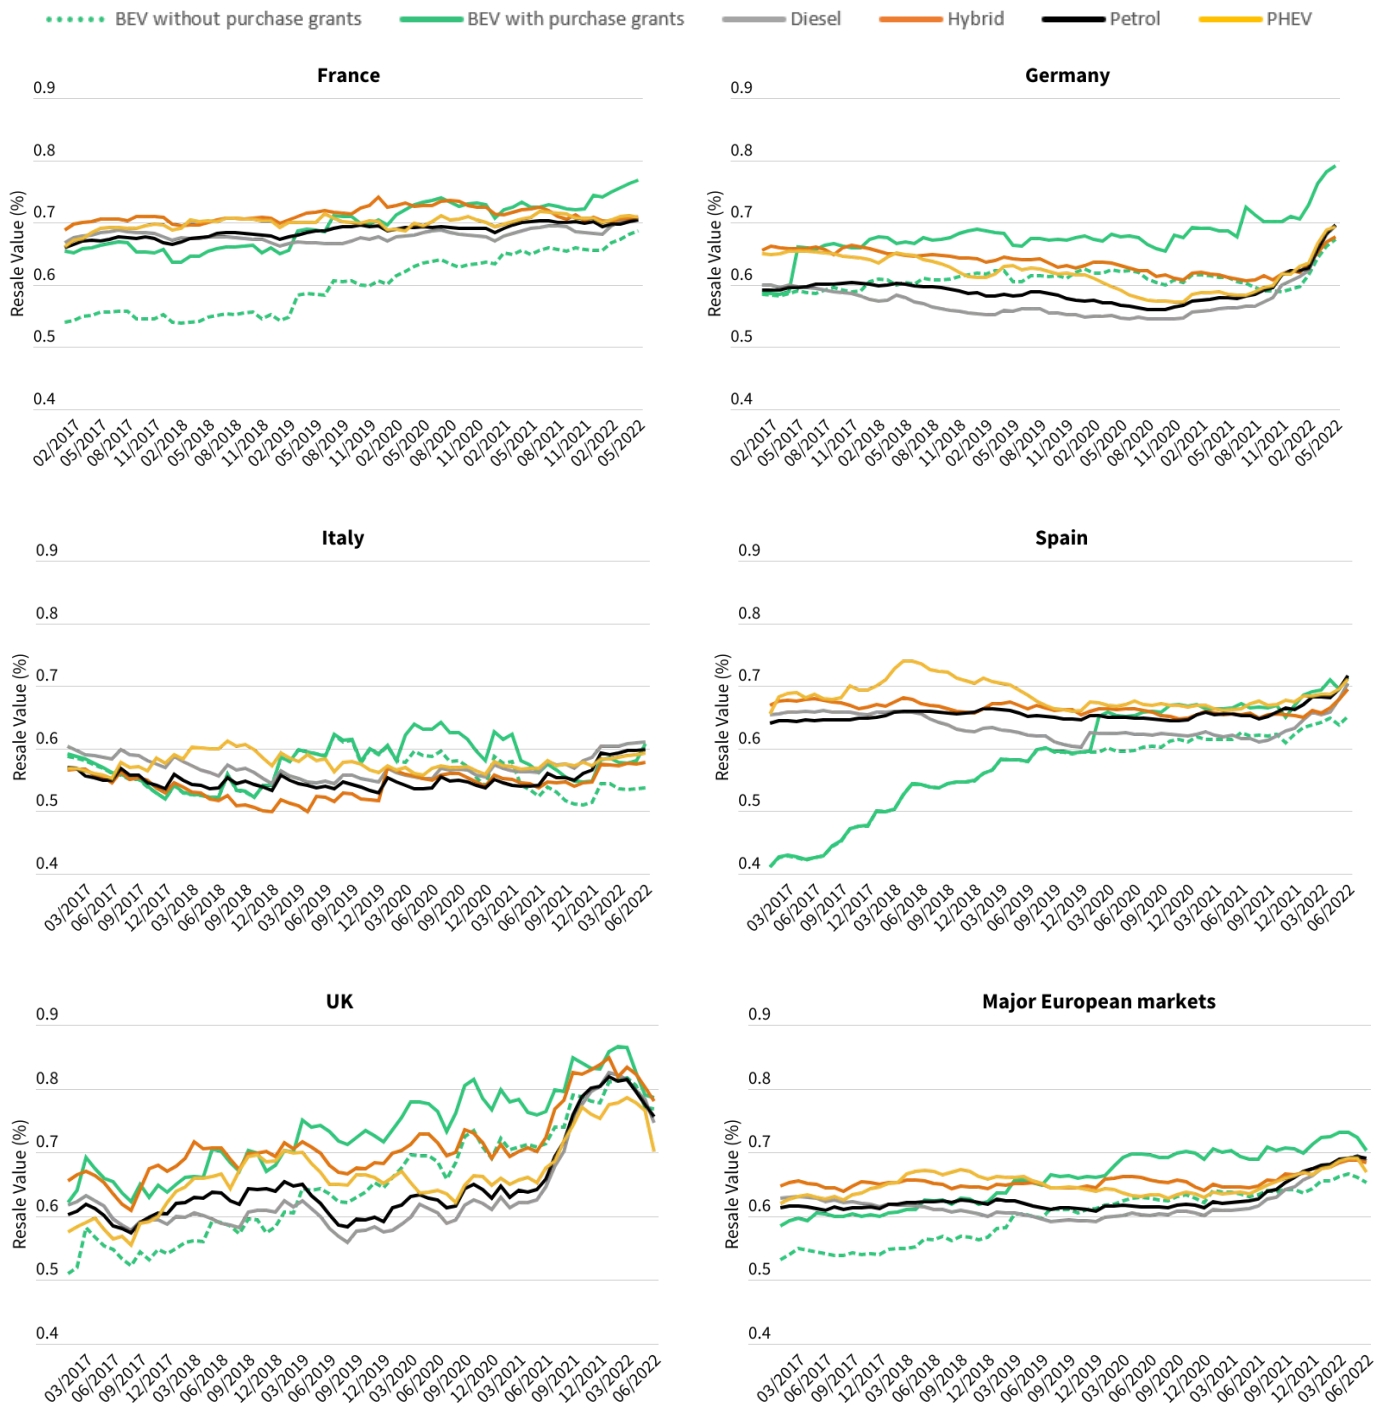 BEV without purchase grants BEV with purchase grants Diesel Hybrid Petrol PHEV
France
Resale Value (%)
0.9
0.8
0.7
0.6
0.5
0.4
02/2017 05/2017 08/2017 11/2017 02/2018 05/2018 08/2018 11/2018 02/2019 05/2019 08/2019 11/2019 02/2020 05/2020 08/2020 11/2020 02/2021 05/2021 08/2021 11/2021 02/2022 05/2022
Germany
Resale Value (%)
0.9
0.8
0.7
0.6
0.5
0.4
02/2017 05/2017 08/2017 11/2017 02/2018 05/2018 08/2018 11/2018 02/2019 05/2019 08/2019 11/2019 02/2020 05/2020 08/2020 11/2020 02/2021 05/2021 08/2021 11/2021 02/2022 05/2022
Italy
Resale Value (%)
0.9
0.8
0.7
0.6
0.5
0.4
03/2017 06/2017 09/2017 12/2017 03/2018 06/2018 09/2018 12/2018 03/2019 06/2019 09/2019 12/2019 03/2020 06/2020 09/2020 12/2020 03/2021 06/2021 09/2021 12/2021 03/2022 06/2022
Spain
Resale Value (%)
0.9
0.8
0.7
0.6
0.5
0.4
03/2017 06/2017 09/2017 12/2017 03/2018 06/2018 09/2018 12/2018 03/2019 06/2019 09/2019 12/2019 03/2020 06/2020 09/2020 12/2020 03/2021 06/2021 09/2021 12/2021 03/2022 06/2022
UK
Resale Value (%)
0.9
0.8
0.7
0.6
0.5
0.4
03/2017 06/2017 09/2017 12/2017 03/2018 06/2018 09/2018 12/2018 03/2019 06/2019 09/2019 12/2019 03/2020 06/2020 09/2020 12/2020 03/2021 06/2021 09/2021 12/2021 03/2022 06/2022
Major European markets
Resale Value (%)
0.9
0.8
0.7
0.6
0.5
0.4
03/2017 06/2017 09/2017 12/2017 03/2018 06/2018 09/2018 12/2018 03/2019 06/2019 09/2019 12/2019 03/2020 06/2020 09/2020 12/2020 03/2021 06/2021 09/2021 12/2021 03/2022 06/2022